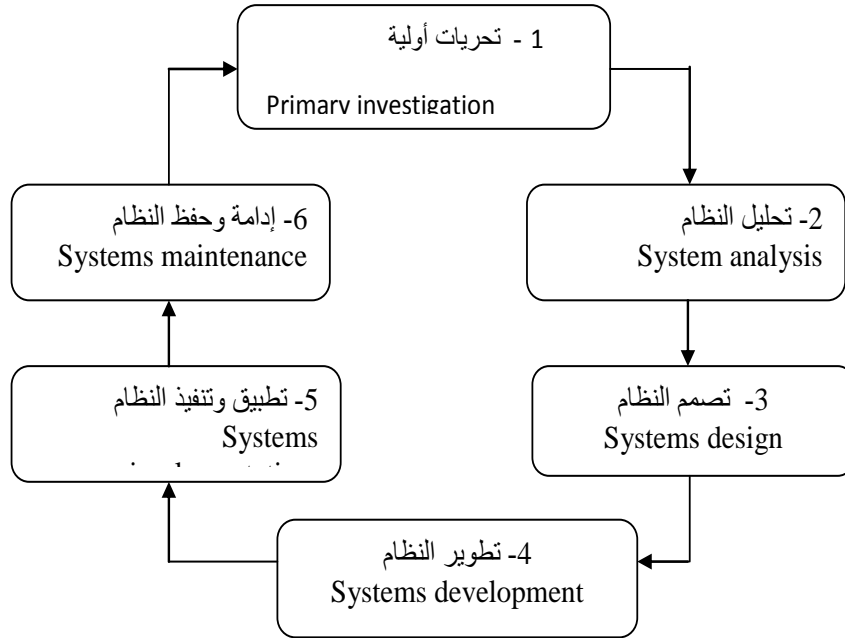 1 - تحريات أولية
Primary investigation
2- تحليل النظام
System analysis
3- تصمم النظام
Systems design
4- تطوير النظام
Systems development
5- تطبيق وتنفيذ النظام
Systems
6- إدامة وحفظ النظام
Systems maintenance